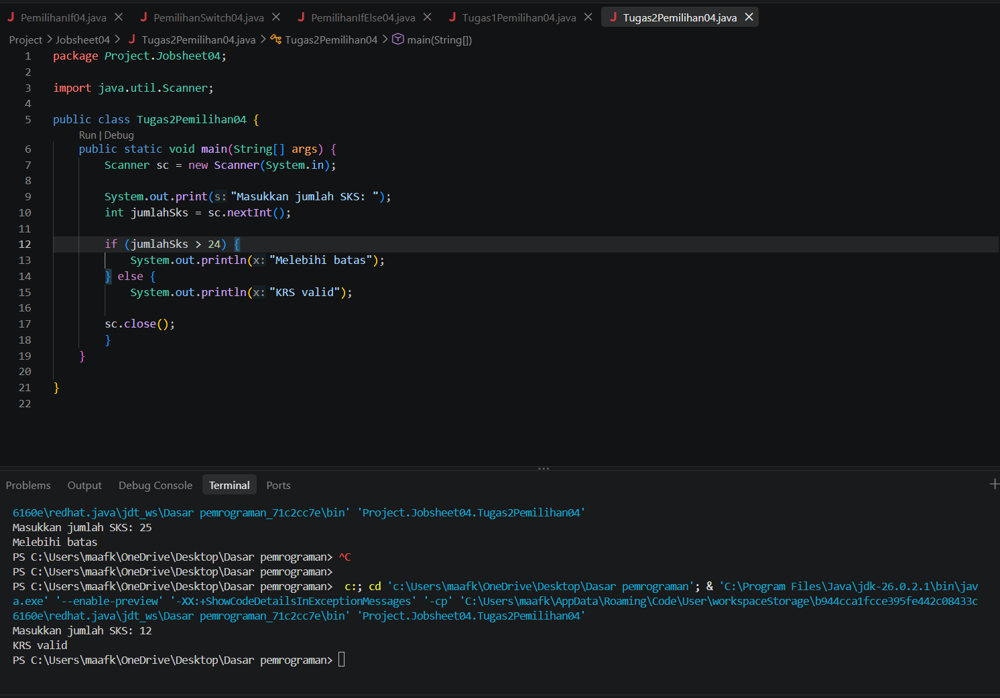 PemilihanIf04.java PemilihanSwitch04.java PemilihanIfElse04.java Tugas1Pemilihan04.java Tugas2Pemilihan04.java
Project > Jobsheet04 > Tugas2Pemilihan04.java > Tugas2Pemilihan04 > main(String[])
1 package Project.Jobsheet04;
2
3 import java.util.Scanner;
4
5 public class Tugas2Pemilihan04 {
Run | Debug
6 public static void main(String[] args) {
7 Scanner sc = new Scanner(System.in);
8
9 System.out.print(s: "Masukkan jumlah SKS: ");
10 int jumlahSks = sc.nextInt();
11
12 if (jumlahSks > 24) {
13 System.out.println(x: "Melebihi batas");
14 } else {
15 System.out.println(x: "KRS valid");
16
17 sc.close();
18 }
19 }
20
21 }
22
Problems Output Debug Console Terminal Ports
6160e\redhat.java\jdt_ws\Dasar pemrograman_71c2cc7e\bin' 'Project.Jobsheet04.Tugas2Pemilihan04'
Masukkan jumlah SKS: 25
Melebihi batas
PS C:\Users\maafk\OneDrive\Desktop\Dasar pemrograman> ^C
PS C:\Users\maafk\OneDrive\Desktop\Dasar pemrograman>
PS C:\Users\maafk\OneDrive\Desktop\Dasar pemrograman> c:; cd 'c:\Users\maafk\OneDrive\Desktop\Dasar pemrograman'; & 'C:\Program Files\Java\jdk-26.0.2.1\bin\jav
a.exe' '--enable-preview' '-XX:+ShowCodeDetailsInExceptionMessages' '-cp' 'C:\Users\maafk\AppData\Roaming\Code\User\workspaceStorage\b944cca1fcce395fe442c08433c
6160e\redhat.java\jdt_ws\Dasar pemrograman_71c2cc7e\bin' 'Project.Jobsheet04.Tugas2Pemilihan04'
Masukkan jumlah SKS: 12
KRS valid
PS C:\Users\maafk\OneDrive\Desktop\Dasar pemrograman>